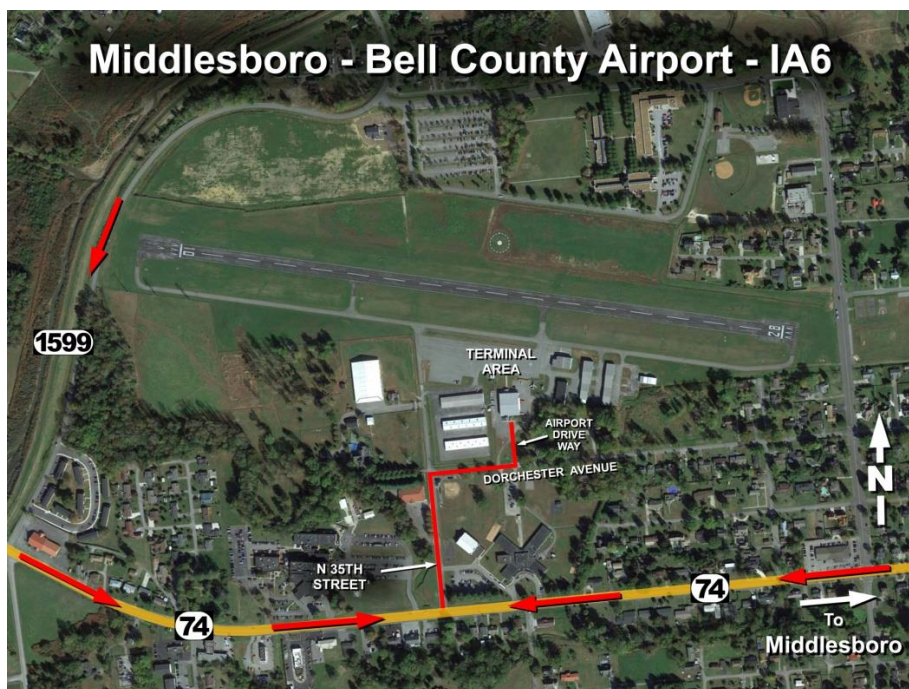 Middlesboro - Bell County Airport - IA6
10
1599
28
TERMINAL
AREA
AIRPORT
DRIVE
WAY
DORCHESTER AVENUE
N
N 35TH
STREET
74
74
To
Middlesboro